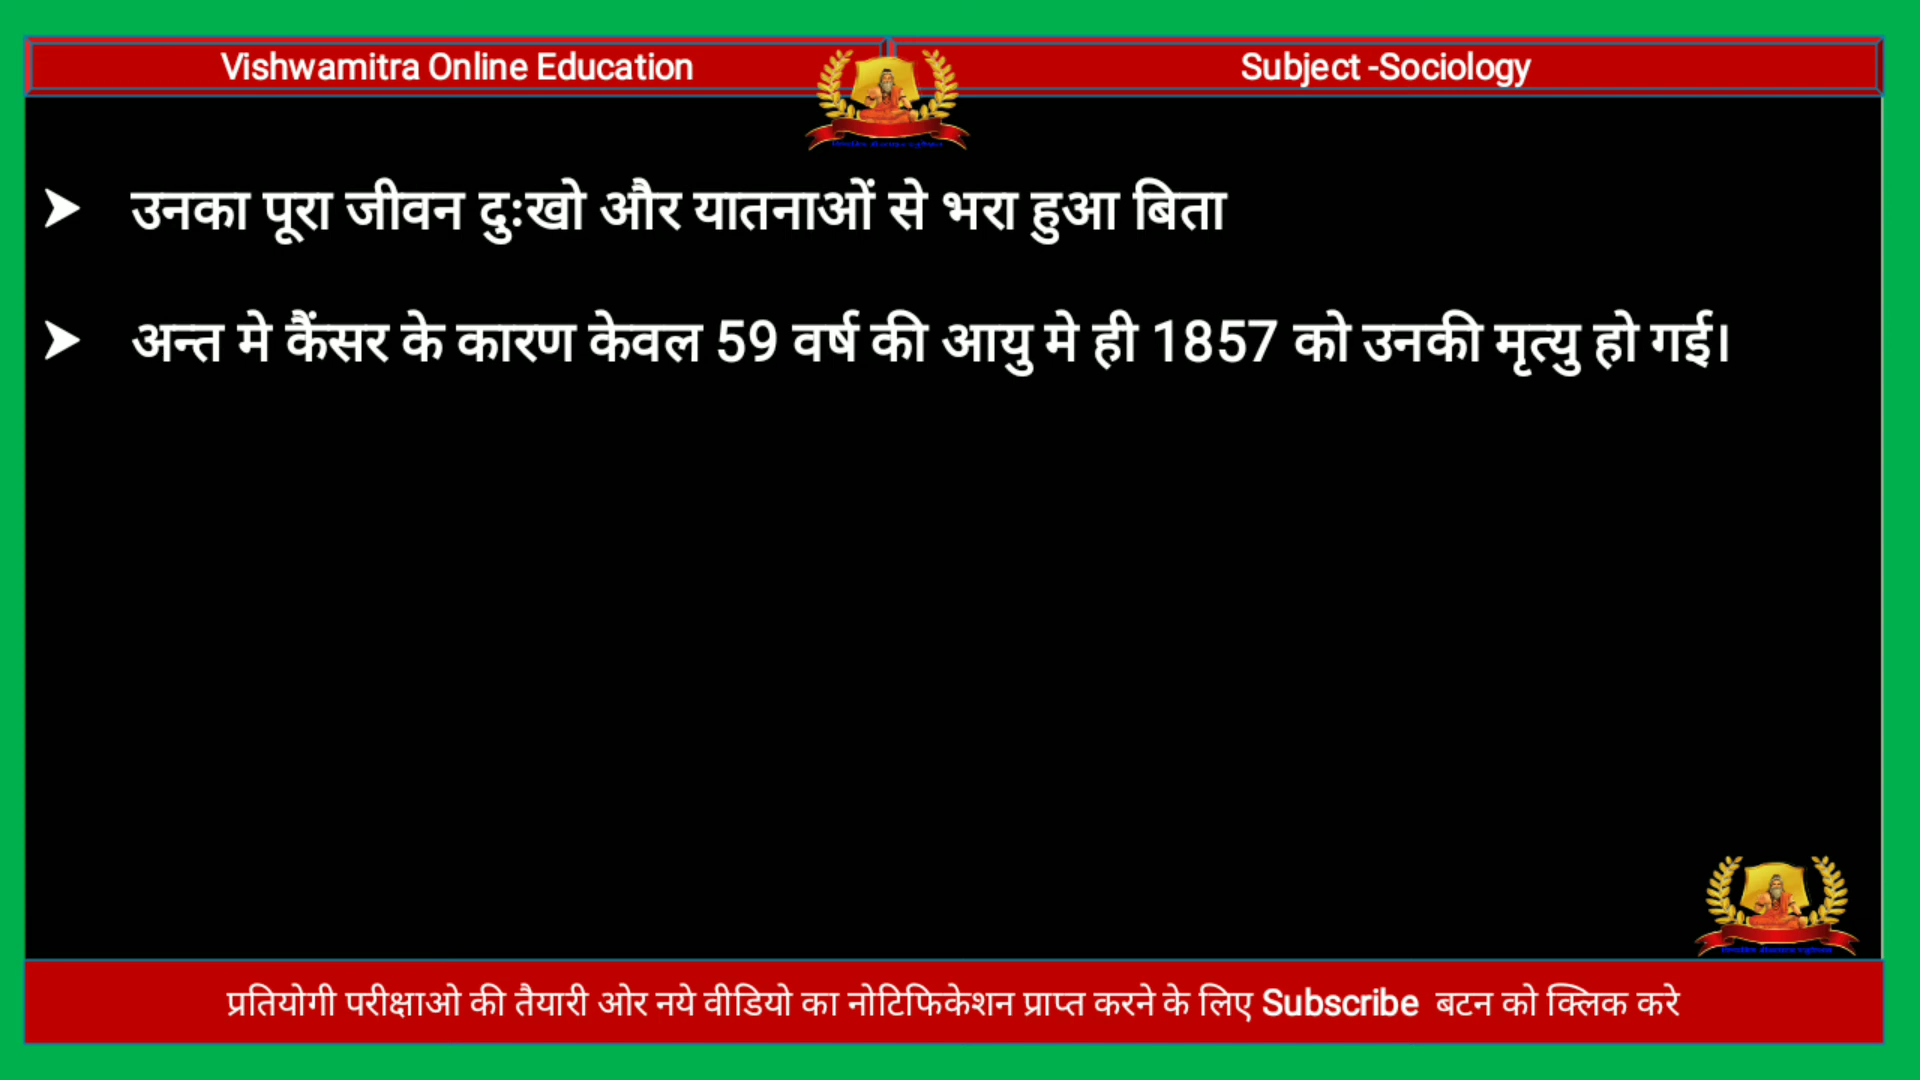 Vishwamitra Online Education
Subject -Sociology
उनका पूरा जीवन दुःखो और यातनाओं से भरा हुआ बिता
अन्त मे कैंसर के कारण केवल 59 वर्ष की आयु मे ही 1857 को उनकी मृत्यु हो गई।
प्रतियोगी परीक्षाओ की तैयारी ओर नये वीडियो का नोटिफिकेशन प्राप्त करने के लिए Subscribe बटन को क्लिक करे